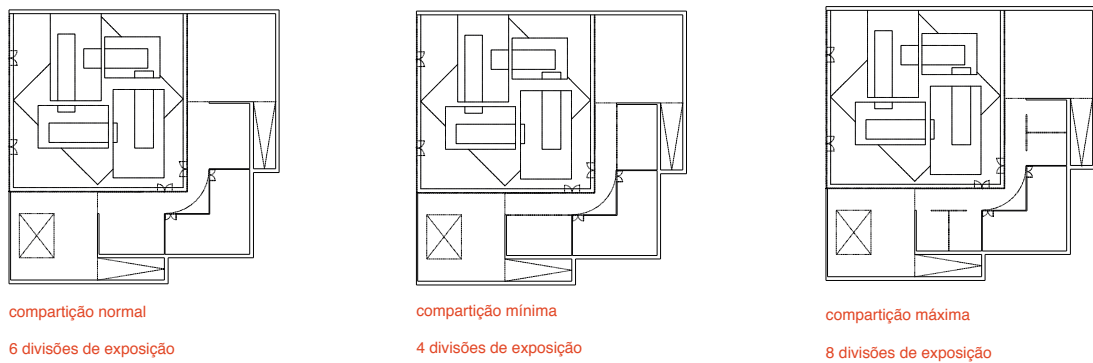 compartição normal
6 divisões de exposição
compartição mínima
4 divisões de exposição
compartição máxima
8 divisões de exposição